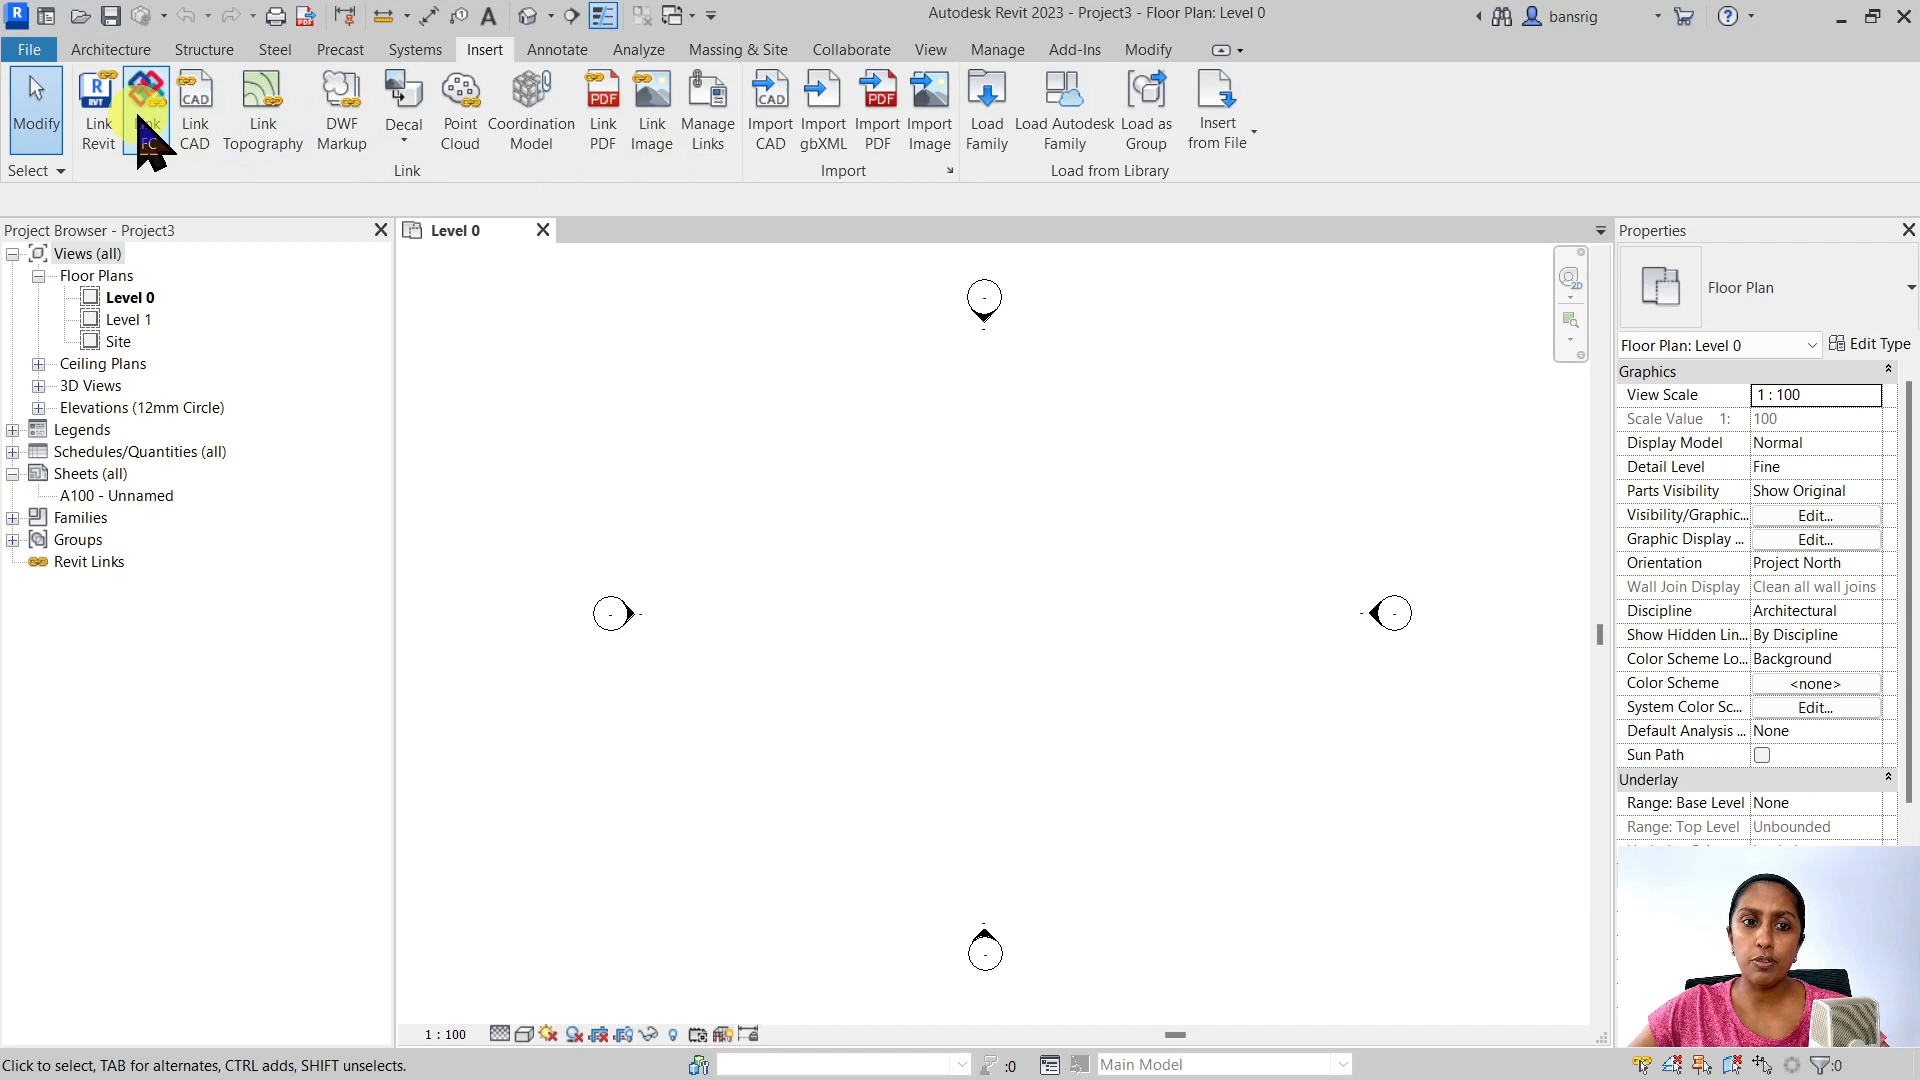 Autodesk Revit 2023 - Project3 - Floor Plan: Level 0
bansrig
File
Architecture
Structure
Steel
Precast
Systems
Insert
Annotate
Analyze
Massing & Site
Collaborate
View
Manage
Add-Ins
Modify
Modify
Link
Revit
Link
CAD
Link
Topography
DWF
Markup
Decal
Point
Cloud
Coordination
Model
Link
PDF
Link
Image
Manage
Links
Import
CAD
Import
gbXML
Import
PDF
Import
Image
Load
Family
Load Autodesk
Family
Load as
Group
Insert
from File
Select
Link
Import
Load from Library
Project Browser - Project3
Views (all)
Floor Plans
Level 0
Level 1
Site
Ceiling Plans
3D Views
Elevations (12mm Circle)
Legends
Schedules/Quantities (all)
Sheets (all)
A100 - Unnamed
Families
Groups
Revit Links
Level 0
2D
Properties
Floor Plan
Floor Plan: Level 0
Edit Type
Graphics
View Scale 1 : 100
Scale Value 1: 100
Display Model Normal
Detail Level Fine
Parts Visibility Show Original
Visibility/Graphic... Edit...
Graphic Display ... Edit...
Orientation Project North
Wall Join Display Clean all wall joins
Discipline Architectural
Show Hidden Lin... By Discipline
Color Scheme Lo... Background
Color Scheme <none>
System Color Sc... Edit...
Default Analysis ... None
Sun Path
Underlay
Range: Base Level None
Range: Top Level Unbounded
1 : 100
Click to select, TAB for alternates, CTRL adds, SHIFT unselects.
:0
Main Model
:0